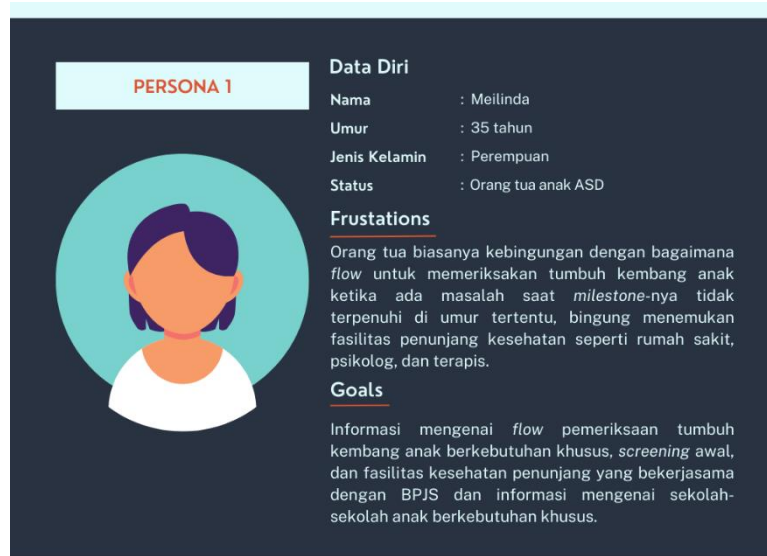 PERSONA 1
Data Diri
Nama : Meilinda
Umur : 35 tahun
Jenis Kelamin : Perempuan
Status : Orang tua anak ASD
Frustations
Orang tua biasanya kebingungan dengan bagaimana
flow untuk memeriksakan tumbuh kembang anak
ketika ada masalah saat milestone-nya tidak
terpenuhi di umur tertentu, bingung menemukan
fasilitas penunjang kesehatan seperti rumah sakit,
psikolog, dan terapis.
Goals
Informasi mengenai flow pemeriksaan tumbuh
kembang anak berkebutuhan khusus, screening awal,
dan fasilitas kesehatan penunjang yang bekerjasama
dengan BPJS dan informasi mengenai sekolah-
sekolah anak berkebutuhan khusus.